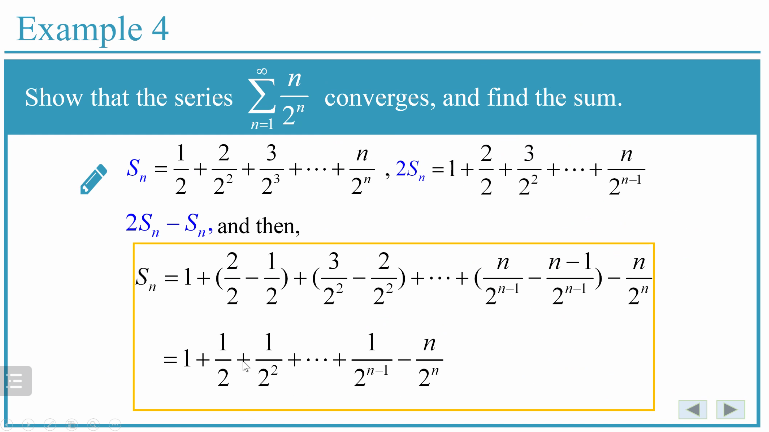 Example 4
Show that the series $\sum_{n=1}^{\infty} \frac{n}{2^n}$ converges, and find the sum.
$S_n = \frac{1}{2} + \frac{2}{2^2} + \frac{3}{2^3} + \cdots + \frac{n}{2^n}$ , $2S_n = 1 + \frac{2}{2} + \frac{3}{2^2} + \cdots + \frac{n}{2^{n-1}}$
$2S_n - S_n$, and then,
$S_n = 1 + (\frac{2}{2} - \frac{1}{2}) + (\frac{3}{2^2} - \frac{2}{2^2}) + \cdots + (\frac{n}{2^{n-1}} - \frac{n-1}{2^{n-1}}) - \frac{n}{2^n}$
$= 1 + \frac{1}{2} + \frac{1}{2^2} + \cdots + \frac{1}{2^{n-1}} - \frac{n}{2^n}$